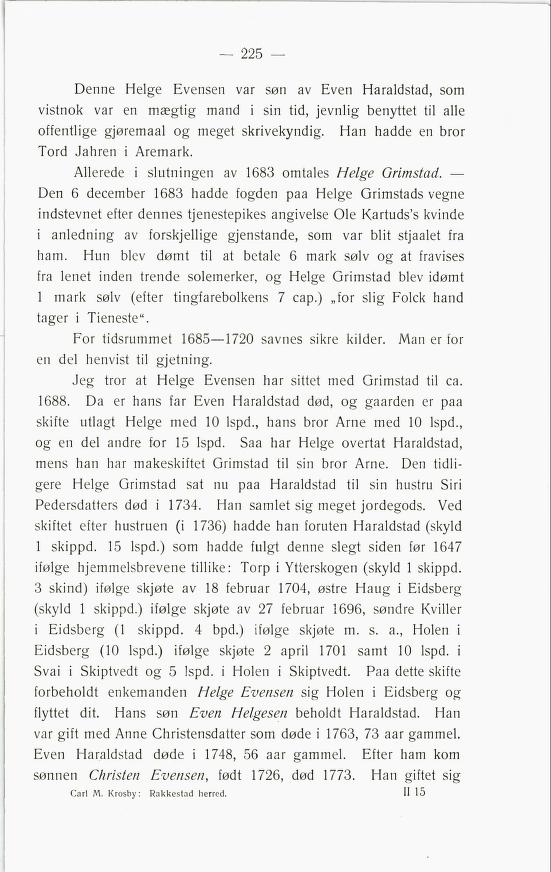 — 225 —
Denne Helge Evensen var søn av Even Haraldstad, som
vistnok var en mægtig mand i sin tid, jevnlig benyttet til alle
offentlige gjøremaal og meget skrivekyndig. Han hadde en bror
Tord Jahren i Aremark.
Allerede i slutningen av 1683 omtales Helge Grimstad. —
Den 6 december 1683 hadde fogden paa Helge Grimstads vegne
indstevnet efter dennes tjenestepikes angivelse Ole Kartuds's kvinde
i anledning av forskjellige gjenstande, som var blit stjaalet fra
ham. Hun blev dømt til at betale 6 mark sølv og at fravises
fra lenet inden trende solemerker, og Helge Grimstad blev idømt
1 mark sølv (efter tingfarebolkens 7 cap.) „for slig Folck hand
tager i Tieneste“.
For tidsrummet 1685—1720 savnes sikre kilder. Man er for
en del henvist til gjetning.
Jeg tror at Helge Evensen har sittet med Grimstad til ca.
1688. Da er hans far Even Haraldstad død, og gaarden er paa
skifte utlagt Helge med 10 lspd., hans bror Arne med 10 lspd.,
og en del andre for 15 lspd. Saa har Helge overtat Haraldstad,
mens han har makeskiftet Grimstad til sin bror Arne. Den tidli-
gere Helge Grimstad sat nu paa Haraldstad til sin hustru Siri
Pedersdatters død i 1734. Han samlet sig meget jordegods. Ved
skiftet efter hustruen (i 1736) hadde han foruten Haraldstad (skyld
1 skippd. 15 lspd.) som hadde fulgt denne slegt siden før 1647
ifølge hjemmelsbrevene tillike: Torp i Ytterskogen (skyld 1 skippd.
3 skind) ifølge skjøte av 18 februar 1704, østre Haug i Eidsberg
(skyld 1 skippd.) ifølge skjøte av 27 februar 1696, søndre Kviller
i Eidsberg (1 skippd. 4 bpd.) ifølge skjøte m. s. a., Holen i
Eidsberg (10 lspd.) ifølge skjøte 2 april 1701 samt 10 lspd. i
Svai i Skiptvedt og 5 lspd. i Holen i Skiptvedt. Paa dette skifte
forbeholdt enkemanden Helge Evensen sig Holen i Eidsberg og
flyttet dit. Hans søn Even Helgesen beholdt Haraldstad. Han
var gift med Anne Christensdatter som døde i 1763, 73 aar gammel.
Even Haraldstad døde i 1748, 56 aar gammel. Efter ham kom
sønnen Christen Evensen, født 1726, død 1773. Han giftet sig
Carl M. Krosby: Rakkestad herred. II 15